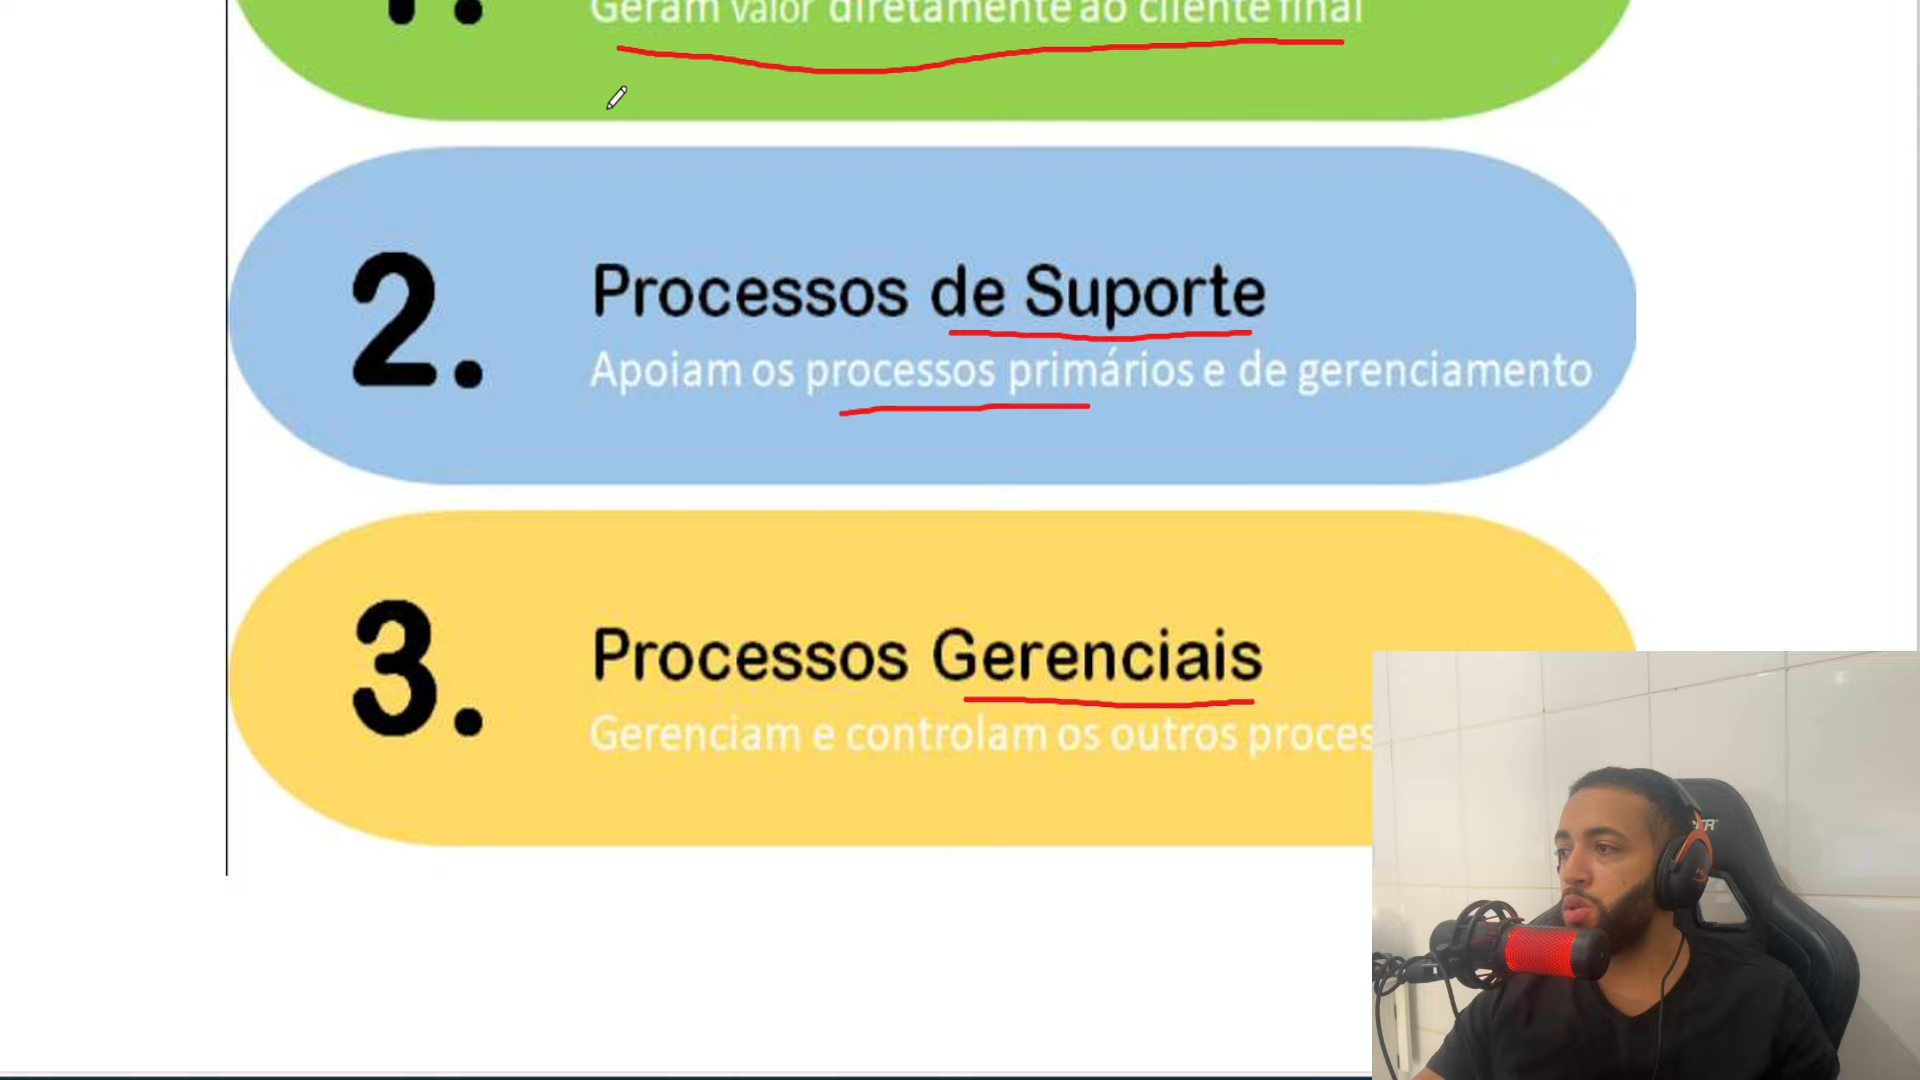 1.
Geram valor diretamente ao cliente final
2.
Processos de Suporte
Apoiam os processos primários e de gerenciamento
3.
Processos Gerenciais
Gerenciam e controlam os outros